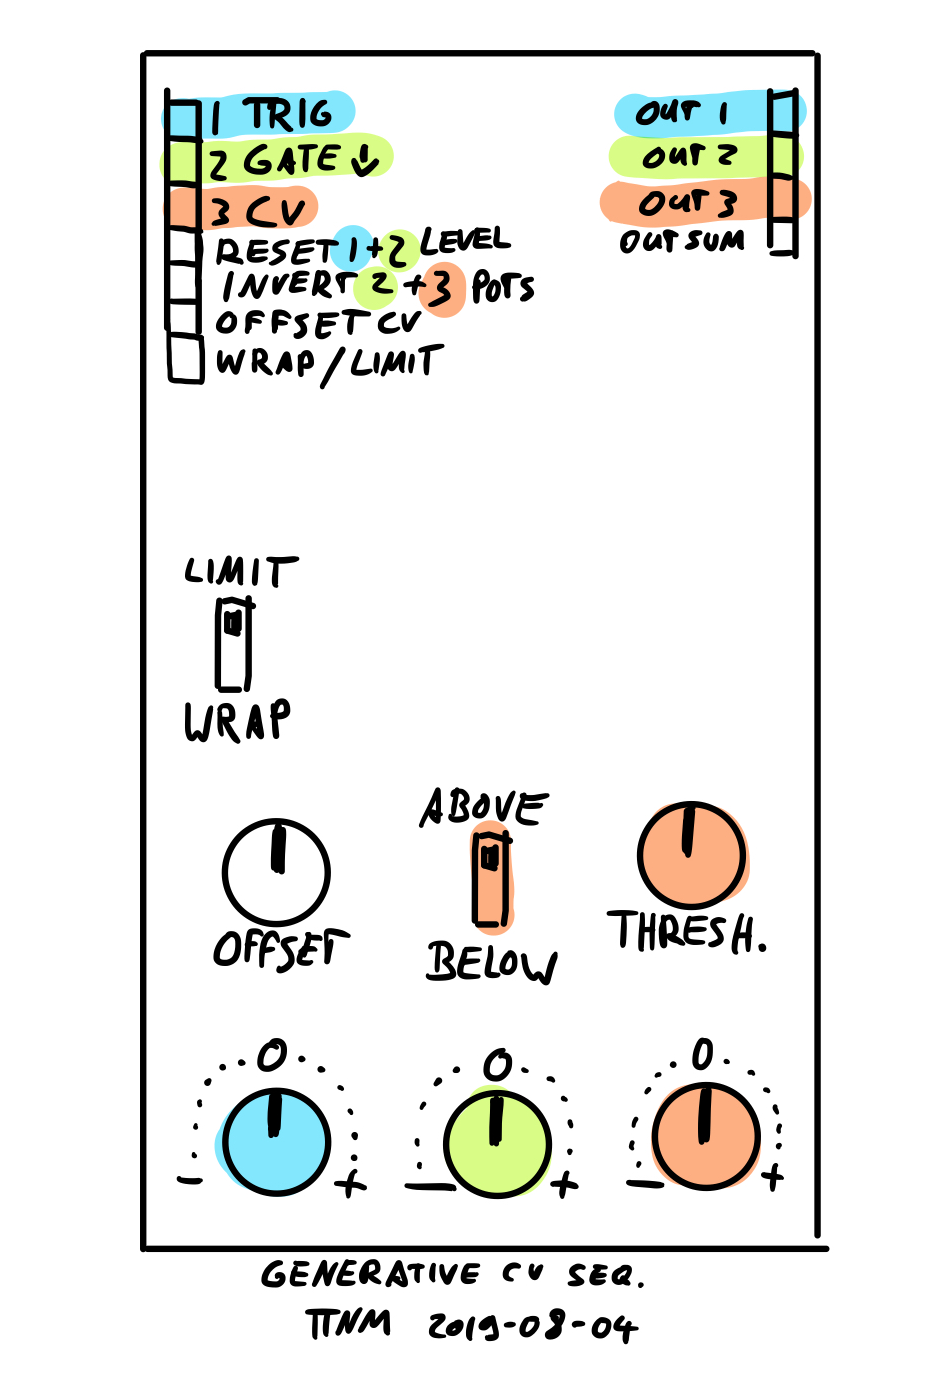 1 TRIG
OUT 1
2 GATE ↓
OUT 2
3 CV
OUT 3
RESET 1+2 LEVEL
OUT SUM
INVERT 2+3 POTS
OFFSET CV
WRAP/LIMIT
LIMIT
WRAP
ABOVE
OFFSET
BELOW
THRESH.
0
0
0
- +
- +
- +
GENERATIVE CV SEQ.
TTNM 2019-08-04